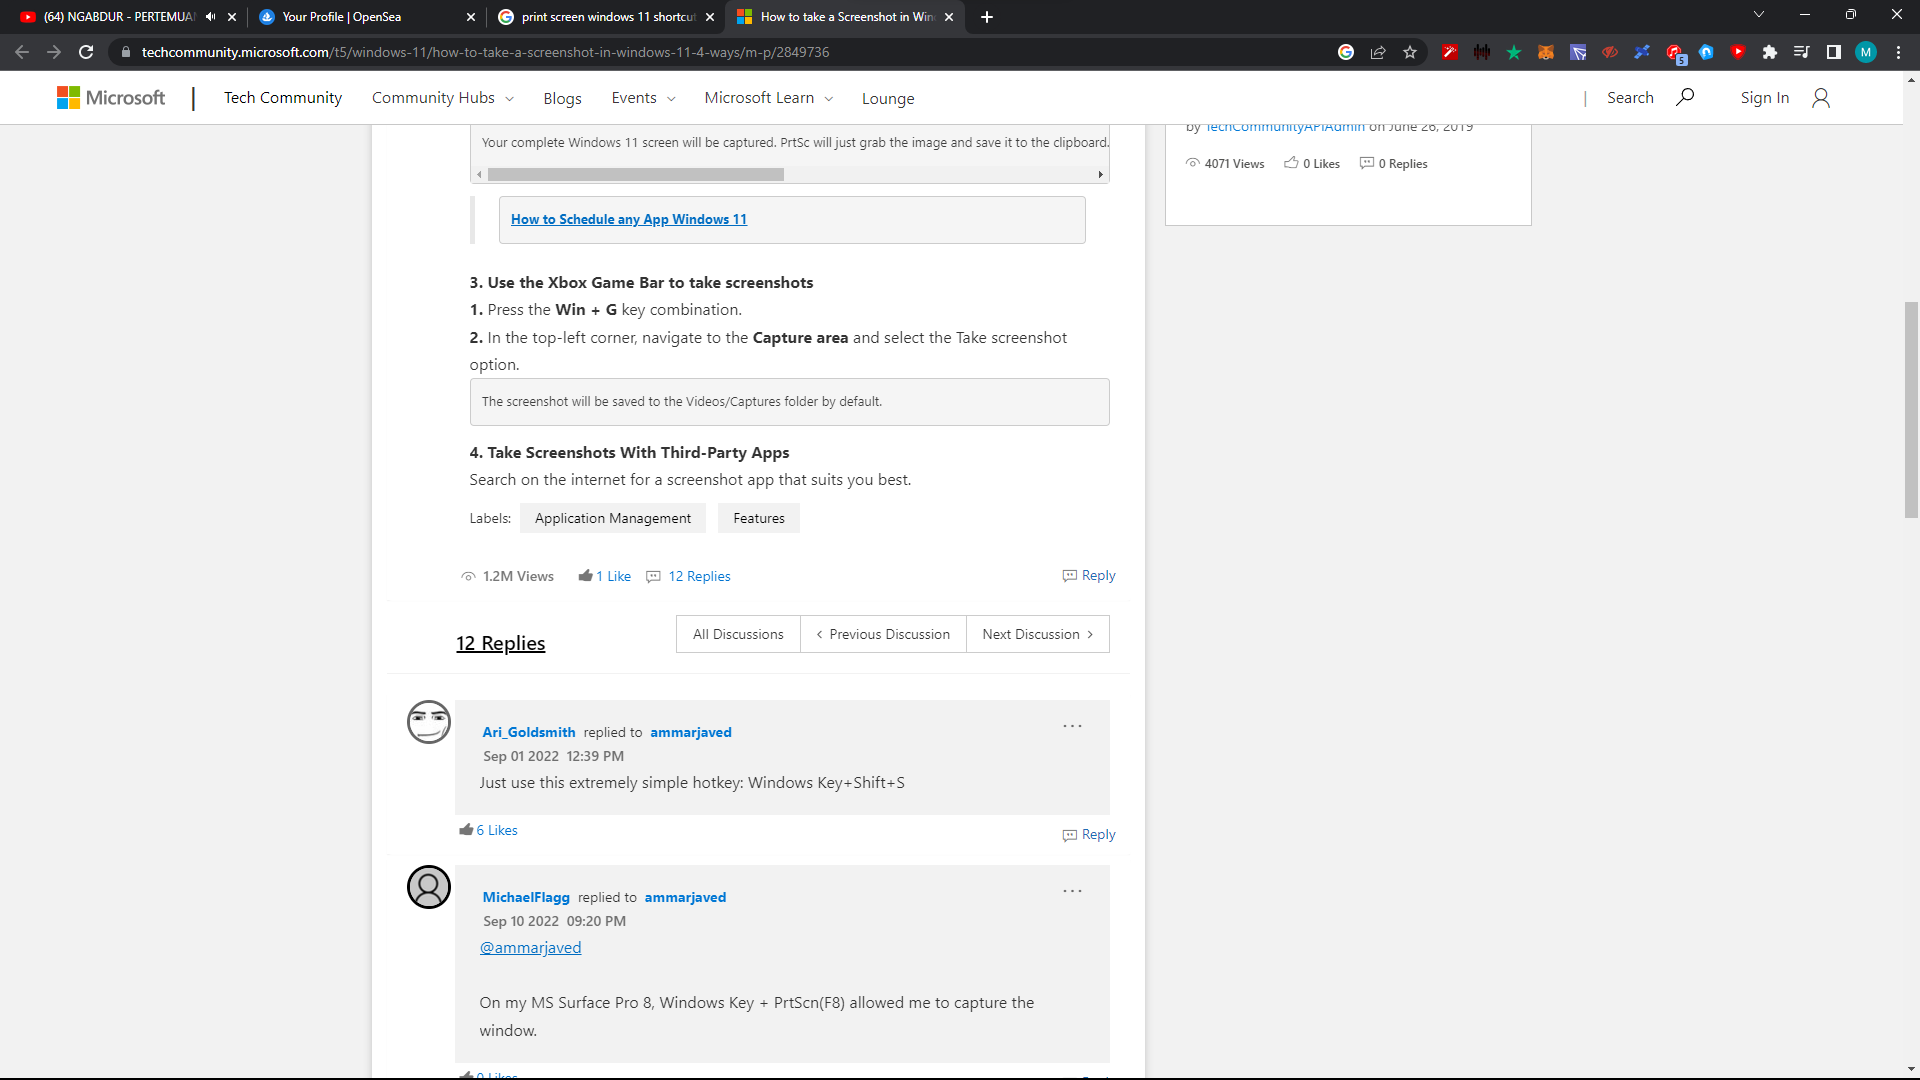 (64) NGABDUR - PERTEMUAN
Your Profile | OpenSea
print screen windows 11 shortcut
How to take a Screenshot in Win
techcommunity.microsoft.com/t5/windows-11/how-to-take-a-screenshot-in-windows-11-4-ways/m-p/2849736
5
M
Microsoft
Tech Community
Community Hubs
Blogs
Events
Microsoft Learn
Lounge
Search
Sign In
Your complete Windows 11 screen will be captured. PrtSc will just grab the image and save it to the clipboard.
by TechCommunityAPIAdmin on June 26, 2019
4071 Views 0 Likes 0 Replies
How to Schedule any App Windows 11
3. Use the Xbox Game Bar to take screenshots
1. Press the Win + G key combination.
2. In the top-left corner, navigate to the Capture area and select the Take screenshot
option.
The screenshot will be saved to the Videos/Captures folder by default.
4. Take Screenshots With Third-Party Apps
Search on the internet for a screenshot app that suits you best.
Labels: Application Management Features
1.2M Views 1 Like 12 Replies Reply
12 Replies
All Discussions Previous Discussion Next Discussion
Ari_Goldsmith replied to ammarjaved
Sep 01 2022 12:39 PM
Just use this extremely simple hotkey: Windows Key+Shift+S
6 Likes
Reply
MichaelFlagg replied to ammarjaved
Sep 10 2022 09:20 PM
@ammarjaved
On my MS Surface Pro 8, Windows Key + PrtScn(F8) allowed me to capture the
window.
0 Likes